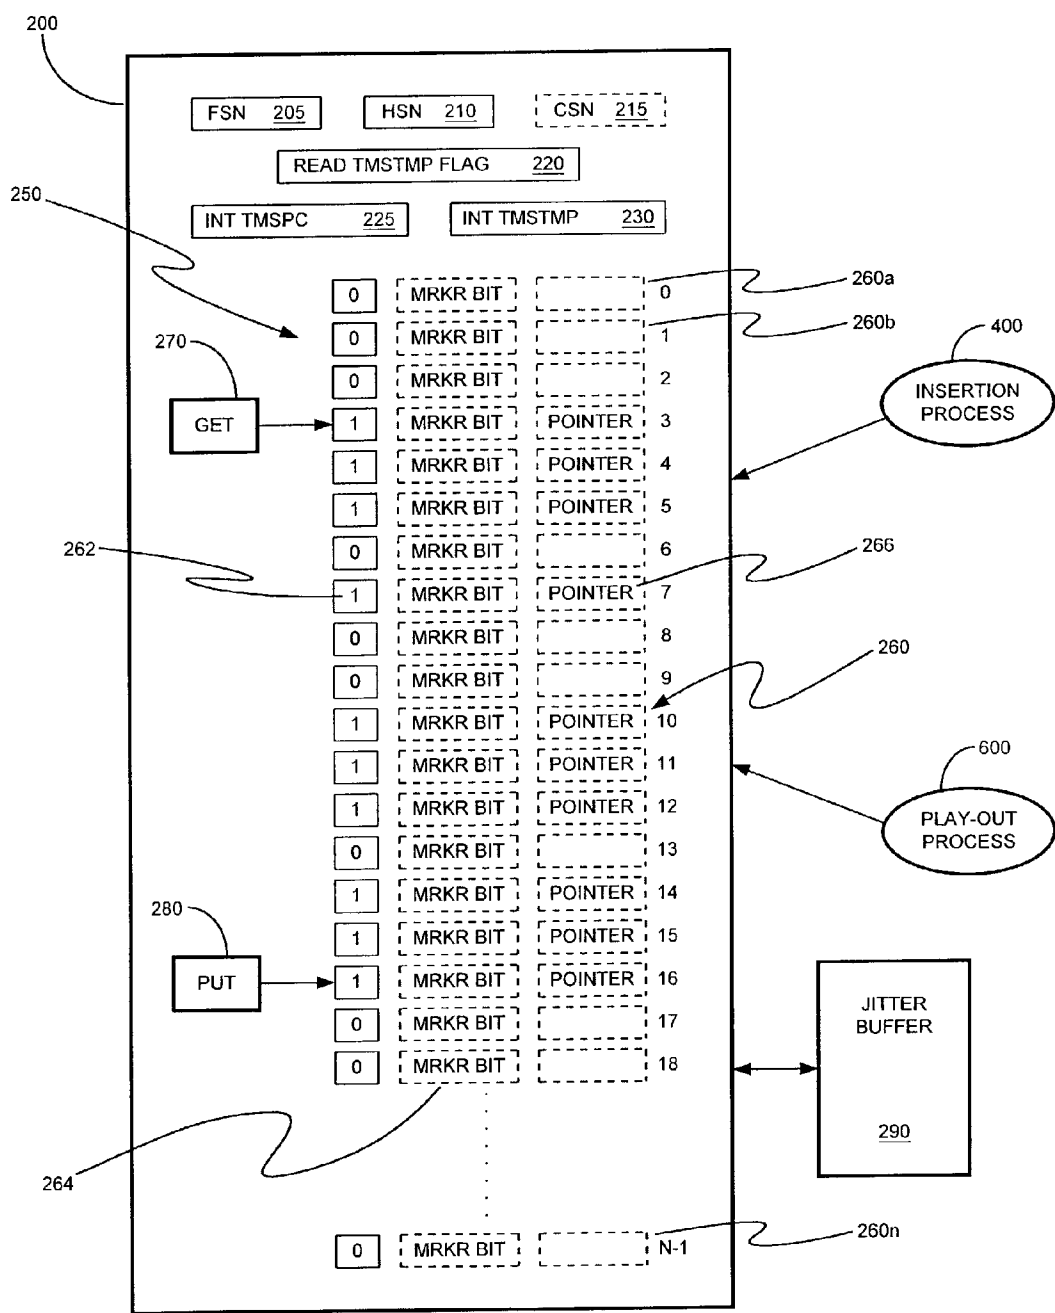 200
FSN 205 HSN 210 CSN 215
READ TMSTMP FLAG 220
250
INT TMSPC 225 INT TMSTMP 230
0 MRKR BIT 0 260a
0 MRKR BIT 1 260b
400
270
0 MRKR BIT 2
INSERTION
PROCESS
GET 1 MRKR BIT POINTER 3
1 MRKR BIT POINTER 4
1 MRKR BIT POINTER 5
262 0 MRKR BIT 6 266
1 MRKR BIT POINTER 7
0 MRKR BIT 8
260
0 MRKR BIT 9
1 MRKR BIT POINTER 10
600
1 MRKR BIT POINTER 11
1 MRKR BIT POINTER 12
PLAY-OUT
PROCESS
0 MRKR BIT 13
1 MRKR BIT POINTER 14
280
1 MRKR BIT POINTER 15
PUT 1 MRKR BIT POINTER 16
0 MRKR BIT 17
JITTER
BUFFER
0 MRKR BIT 18
290
264
260n
0 MRKR BIT N-1